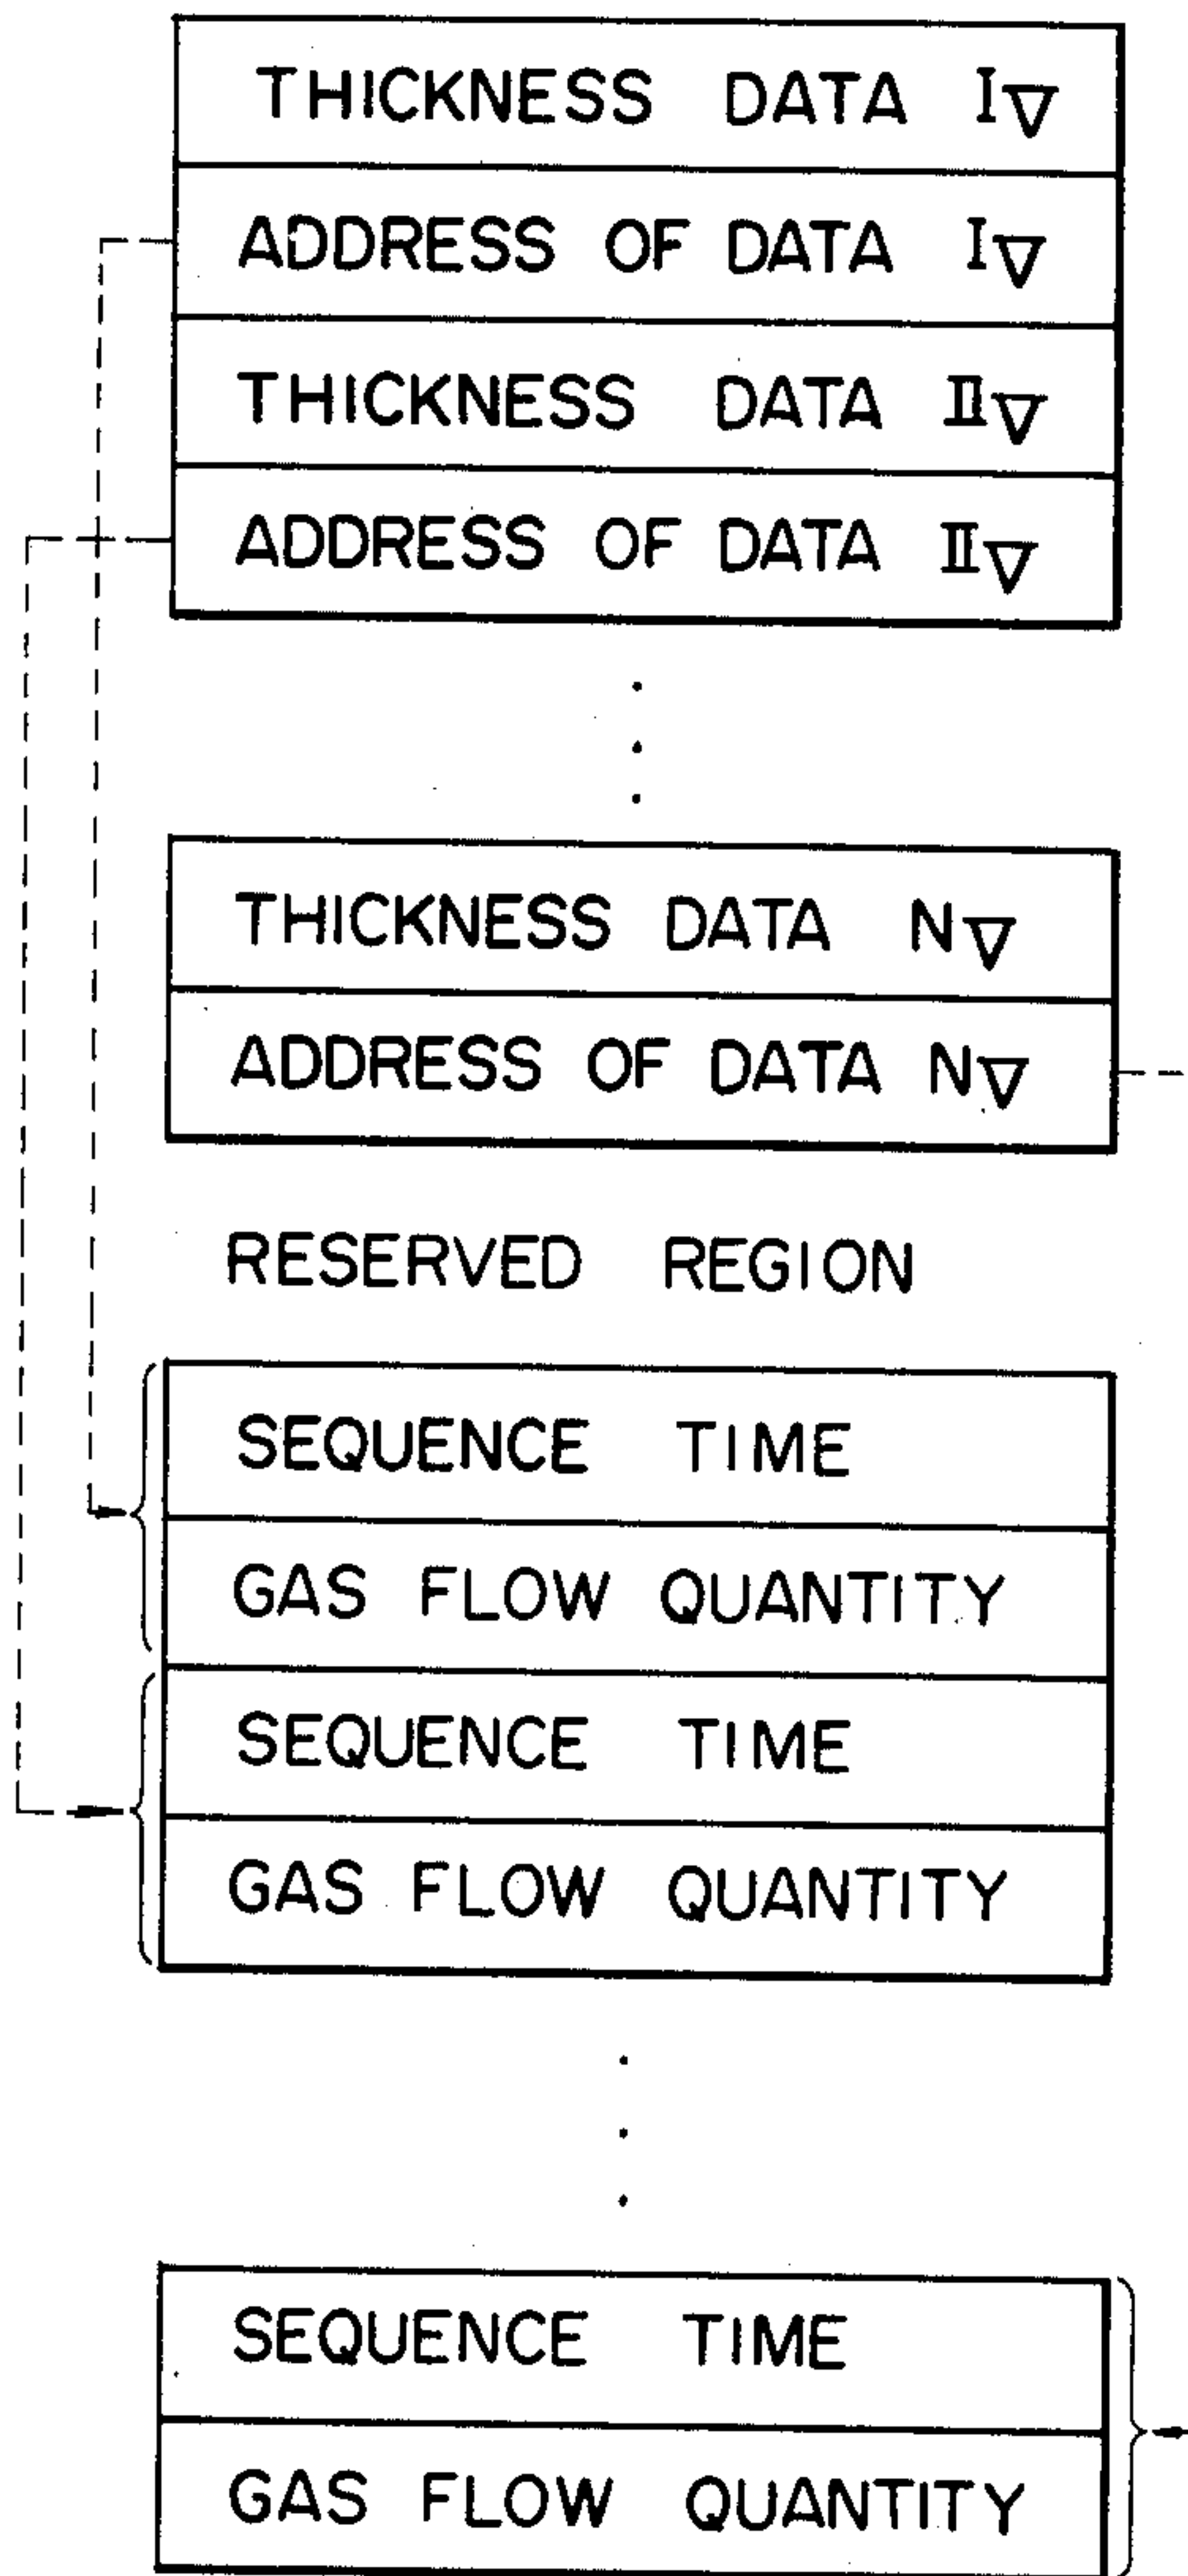 THICKNESS DATA I▽
ADDRESS OF DATA I▽
THICKNESS DATA II▽
ADDRESS OF DATA II▽
THICKNESS DATA N▽
ADDRESS OF DATA N▽
RESERVED REGION
SEQUENCE TIME
GAS FLOW QUANTITY
SEQUENCE TIME
GAS FLOW QUANTITY
SEQUENCE TIME
GAS FLOW QUANTITY